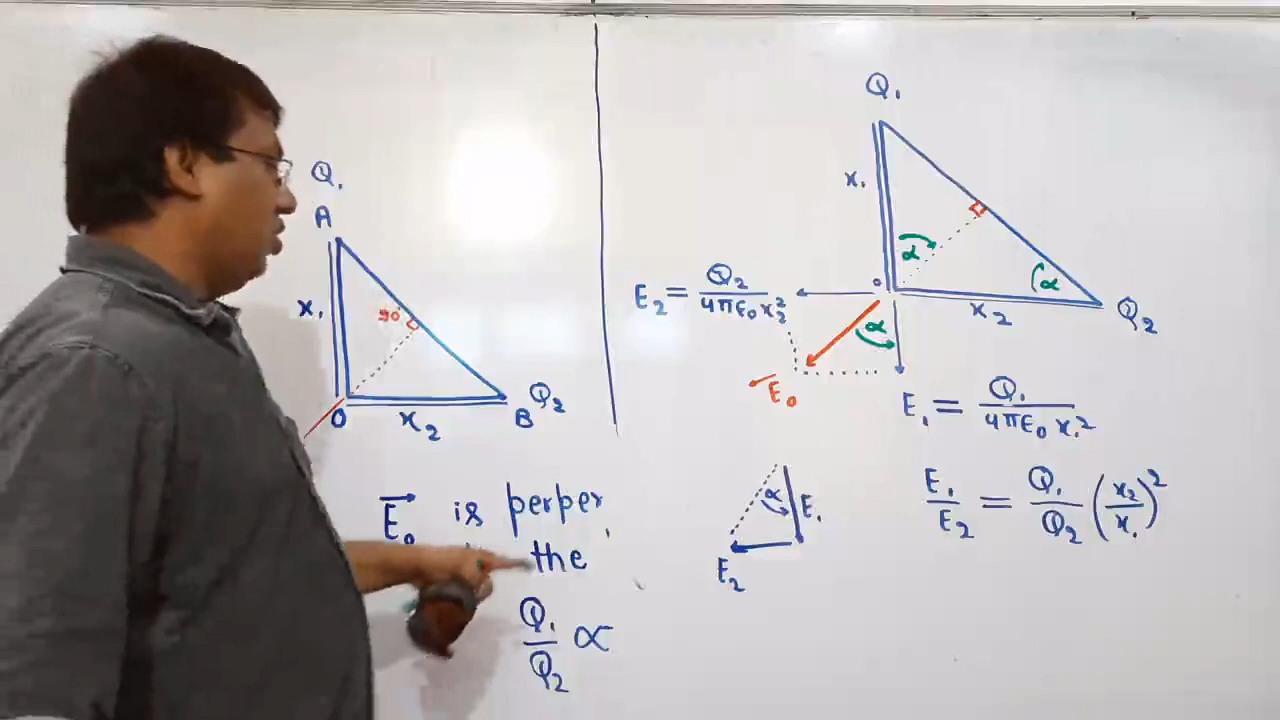 Q₁
A
x₁
90°
O
x₂
B Q₂
E₀ is perper
the
Q₁/Q₂ ∝
Q₁
x₁
α
α
O
x₂
Q₂
E₂ = Q₂/4πε₀x₂²
α
E₀
E₁ = Q₁/4πε₀x₁²
α
E₁
E₂
E₁/E₂ = Q₁/Q₂ (x₂/x₁)²